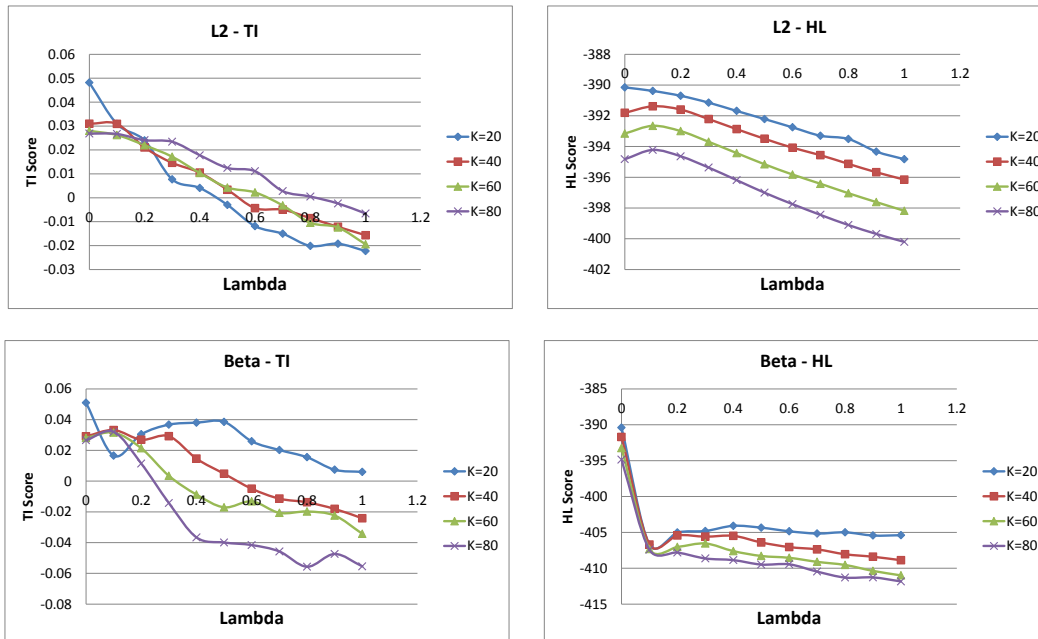 L2 - TI
0.06
0.05
0.04
0.03
0.02
0.01
0
-0.01
-0.02
-0.03
0 0.2 0.4 0.6 0.8 1 1.2
TI Score
Lambda
K=20
K=40
K=60
K=80
L2 - HL
-388
-390
-392
-394
-396
-398
-400
-402
0 0.2 0.4 0.6 0.8 1 1.2
HL Score
Lambda
K=20
K=40
K=60
K=80
Beta - TI
0.06
0.04
0.02
0
-0.02
-0.04
-0.06
-0.08
0 0.2 0.4 0.6 0.8 1 1.2
TI Score
Lambda
K=20
K=40
K=60
K=80
Beta - HL
-385
-390
-395
-400
-405
-410
-415
0 0.2 0.4 0.6 0.8 1 1.2
HL Score
Lambda
K=20
K=40
K=60
K=80